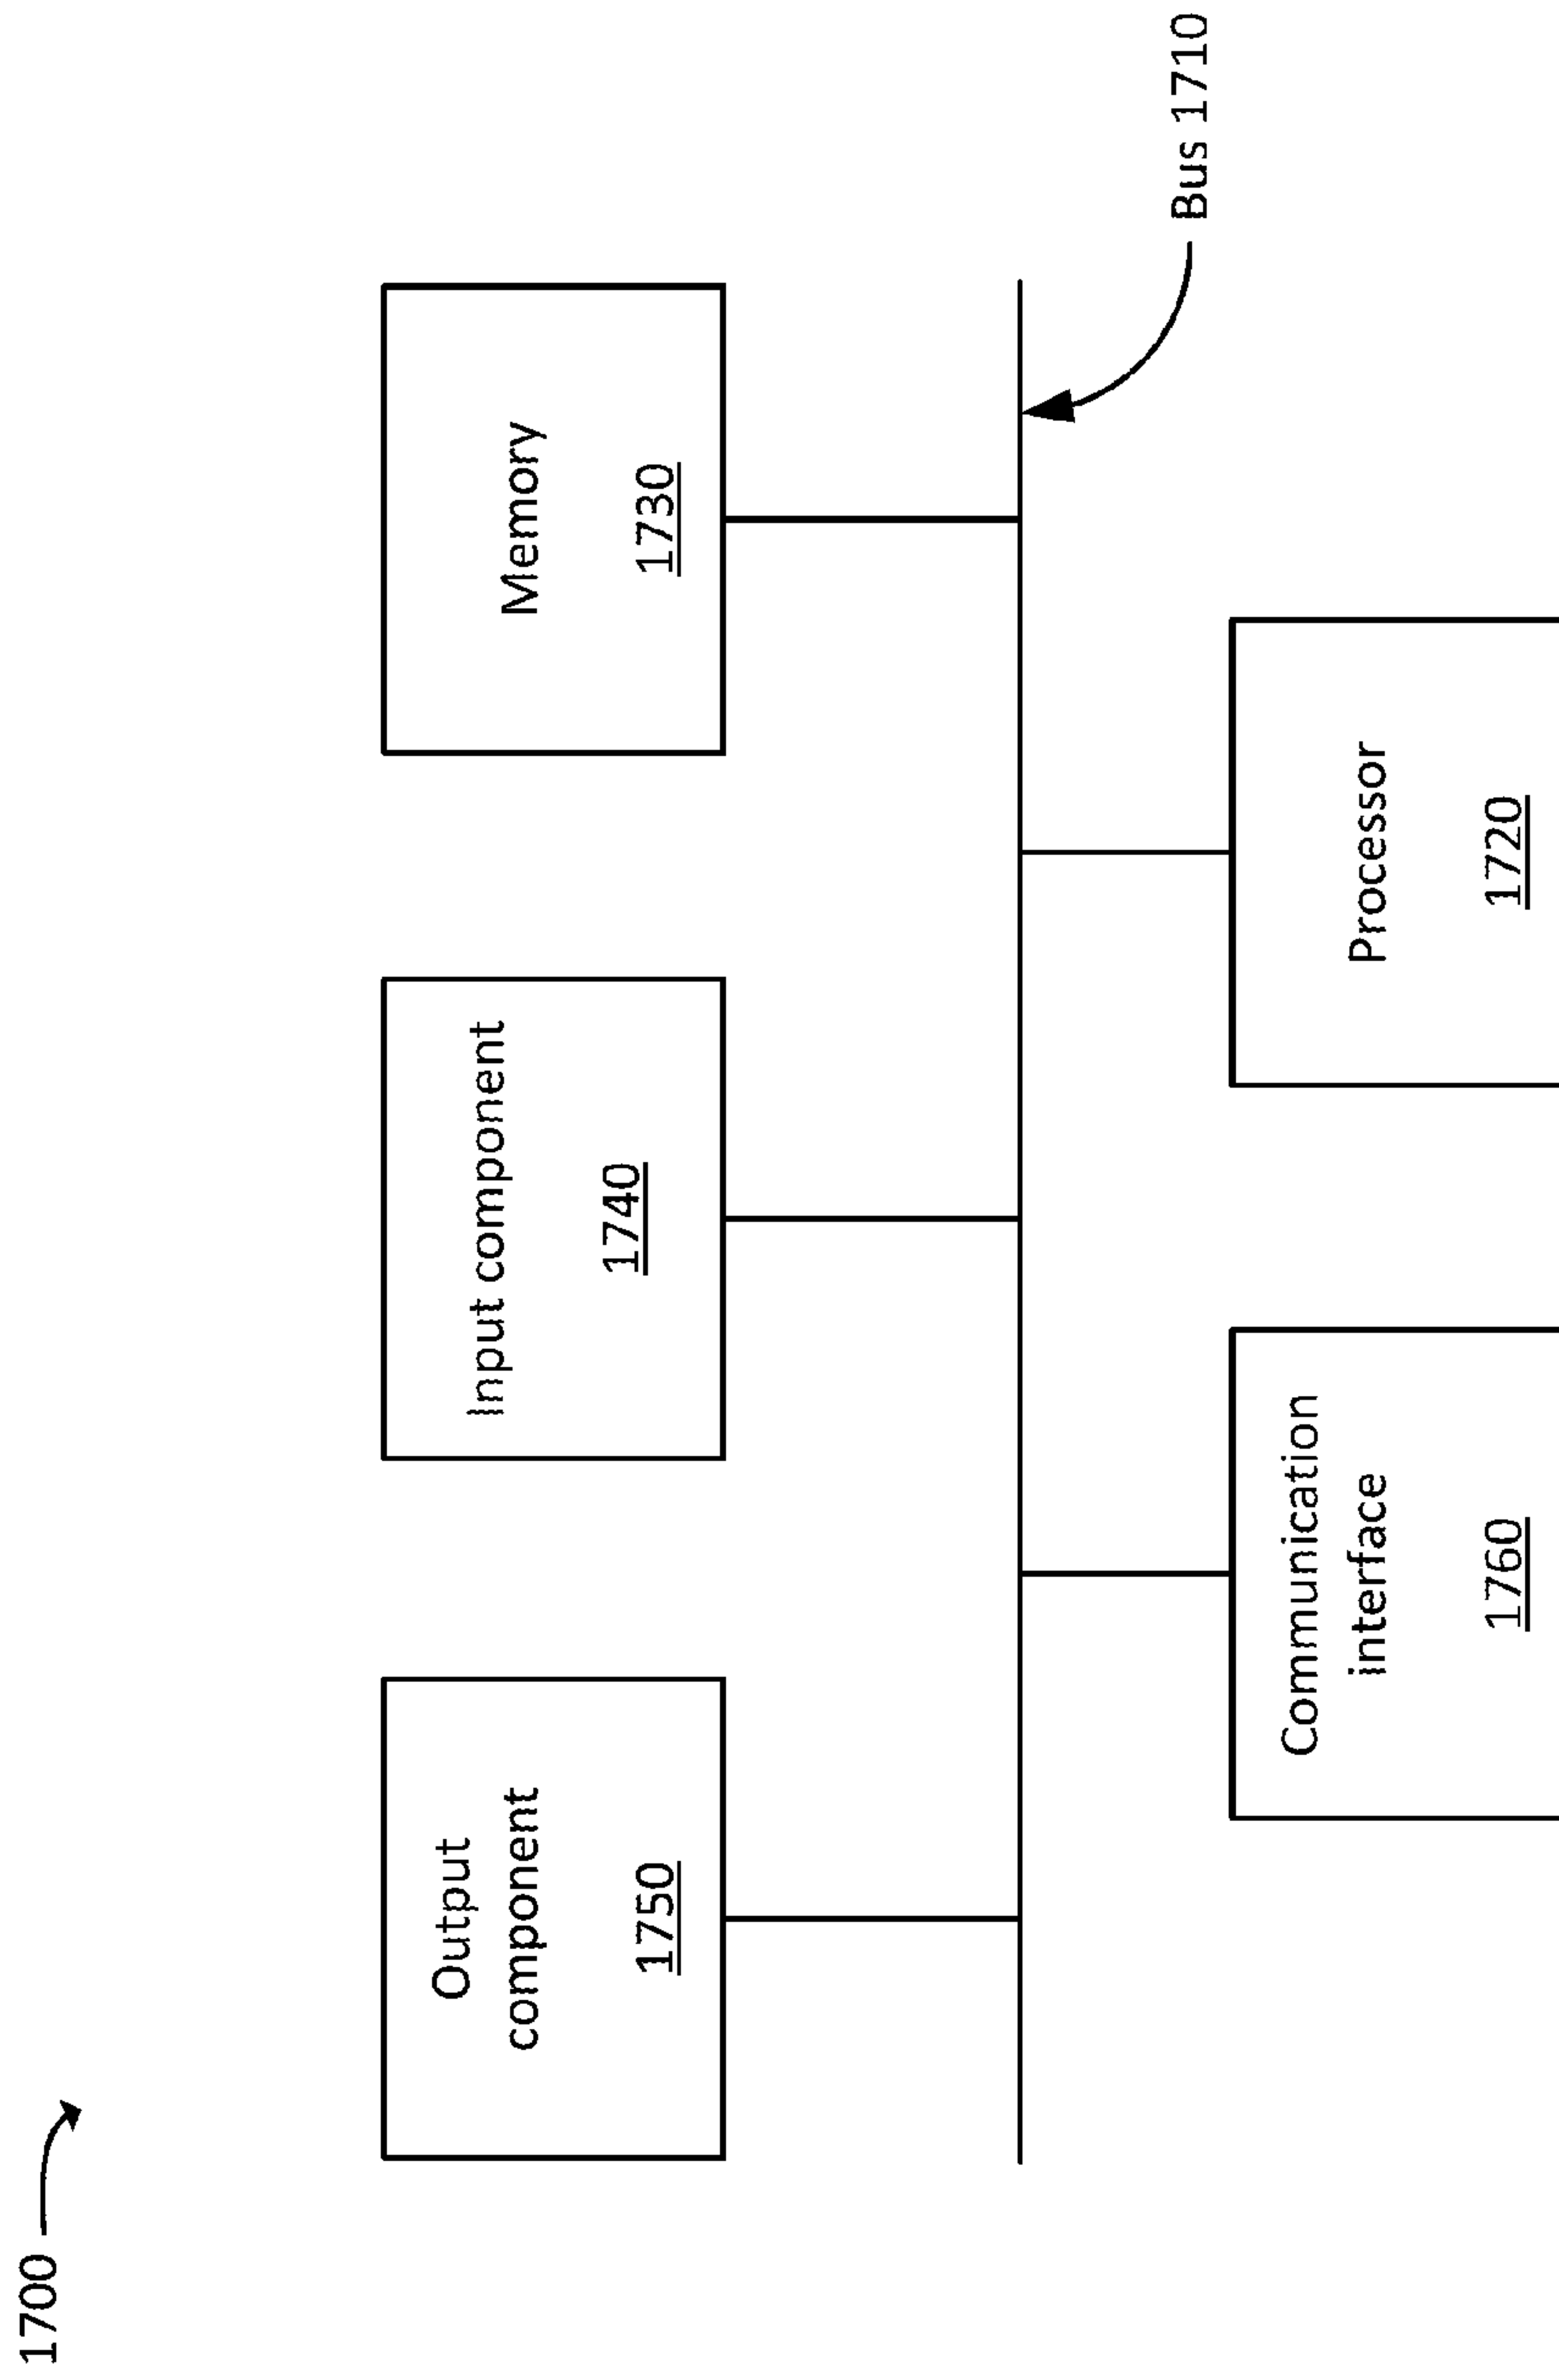 1700
Output
component
1750
Input component
1740
Memory
1730
Bus 1710
Communication
interface
1760
Processor
1720